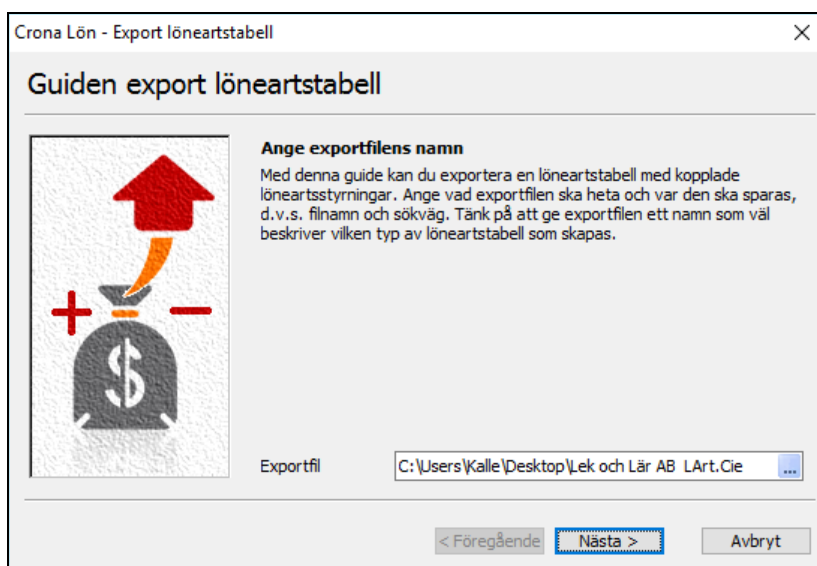 Crona Lön - Export löneartstabell
Guiden export löneartstabell
Ange exportfilens namn
Med denna guide kan du exportera en löneartstabell med kopplade
löneartsstyrningar. Ange vad exportfilen ska heta och var den ska sparas,
d.v.s. filnamn och sökväg. Tänk på att ge exportfilen ett namn som väl
beskriver vilken typ av löneartstabell som skapas.
$
Exportfil
C:\Users\Kalle\Desktop\Lek och Lär AB LArt.Cie
...
< Föregående
Nästa >
Avbryt